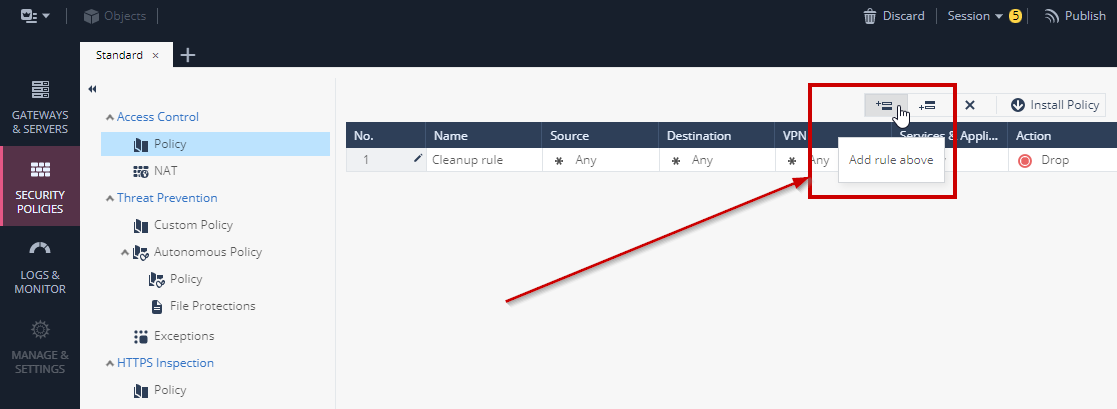 Objects
Discard
Session
5
Publish
Standard
GATEWAYS
& SERVERS
SECURITY
POLICIES
LOGS &
MONITOR
MANAGE &
SETTINGS
Access Control
Policy
NAT
Threat Prevention
Custom Policy
Autonomous Policy
Policy
File Protections
Exceptions
HTTPS Inspection
Policy
Install Policy
No. Name Source Destination VPN Services & Appli... Action
1 Cleanup rule Any Any Any Drop
Add rule above